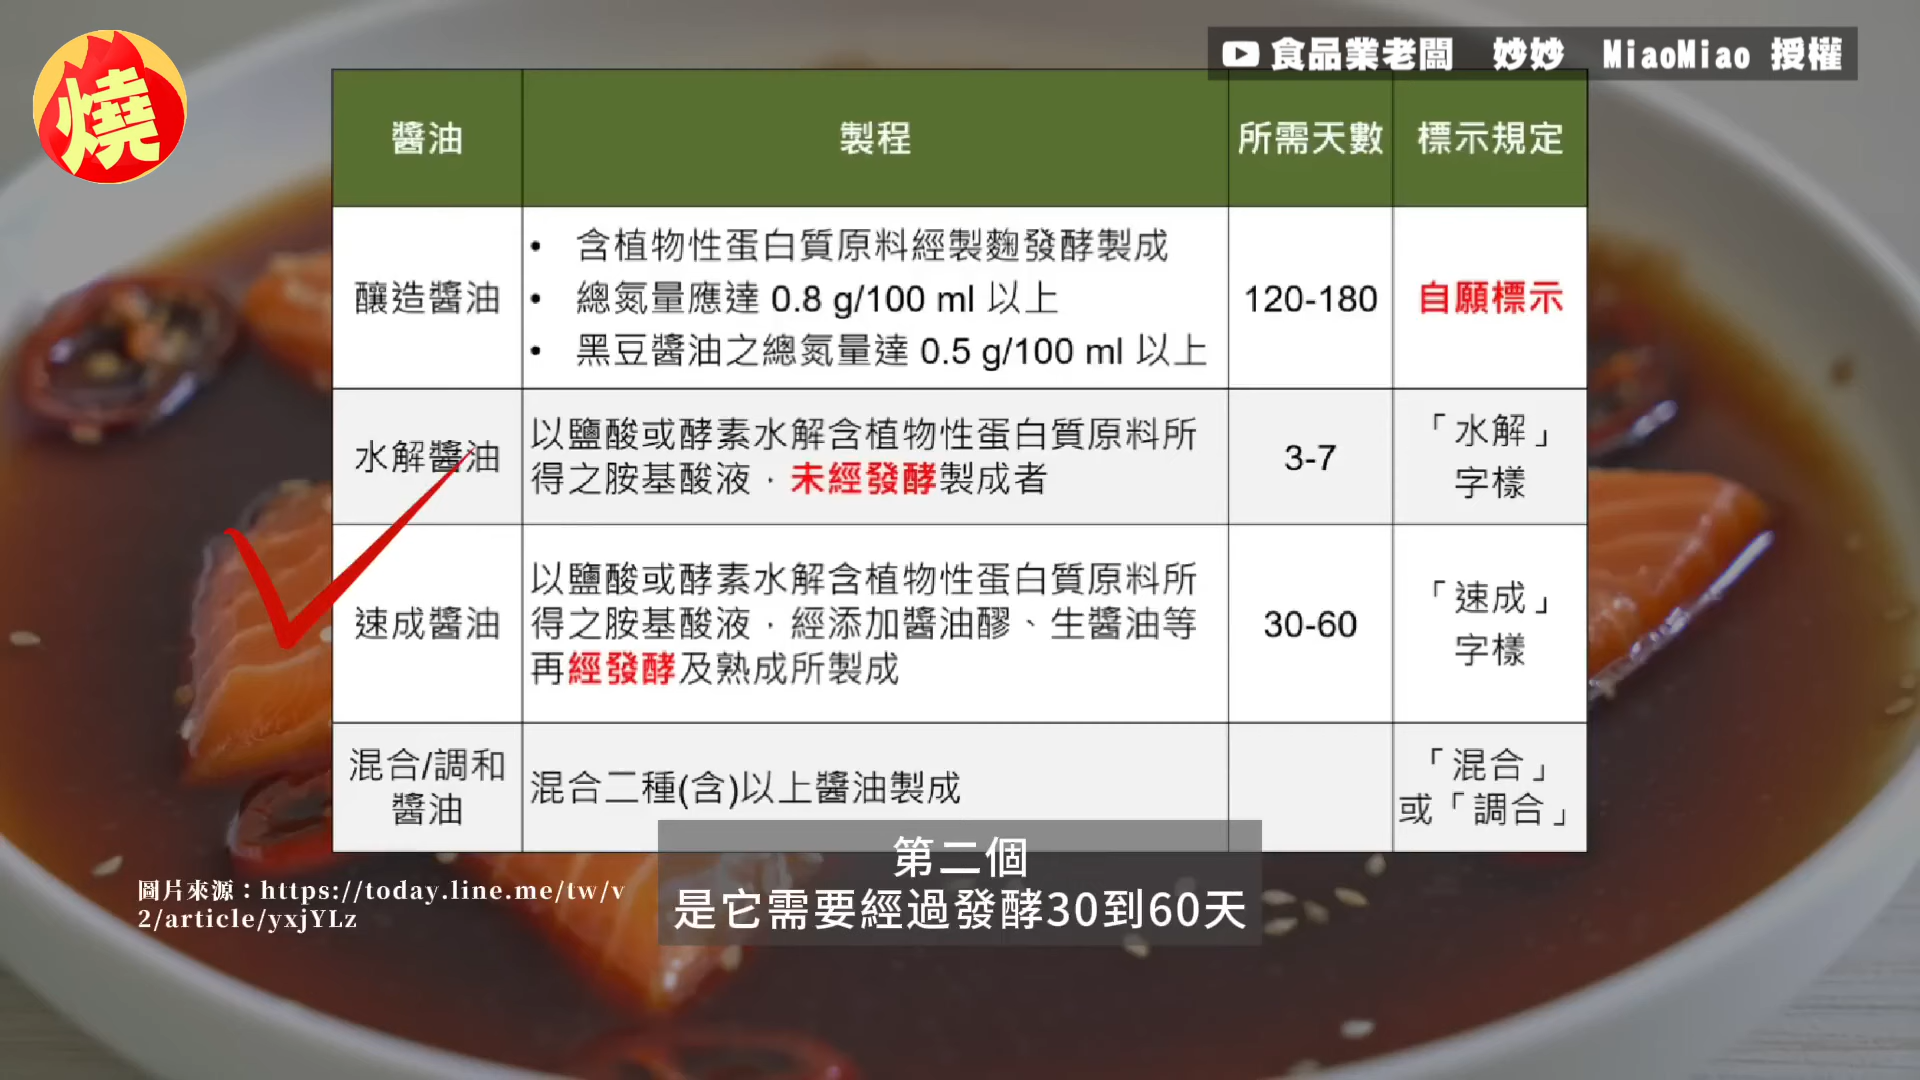 燒
食品業老闆 妙妙 MiaoMiao 授權
醬油 製程 所需天數 標示規定
釀造醬油
• 含植物性蛋白質原料經製麴發酵製成
• 總氮量應達 0.8 g/100 ml 以上
• 黑豆醬油之總氮量達 0.5 g/100 ml 以上
120-180
自願標示
水解醬油
以鹽酸或酵素水解含植物性蛋白質原料所
得之胺基酸液，未經發酵製成者
3-7
「水解」
字樣
速成醬油
以鹽酸或酵素水解含植物性蛋白質原料所
得之胺基酸液，經添加醬油醪、生醬油等
再經發酵及熟成所製成
30-60
「速成」
字樣
混合/調和
醬油
混合二種(含)以上醬油製成
「混合」
或「調合」
第二個
是它需要經過發酵30到60天
圖片來源：https://today.line.me/tw/v
2/article/yxjYLz